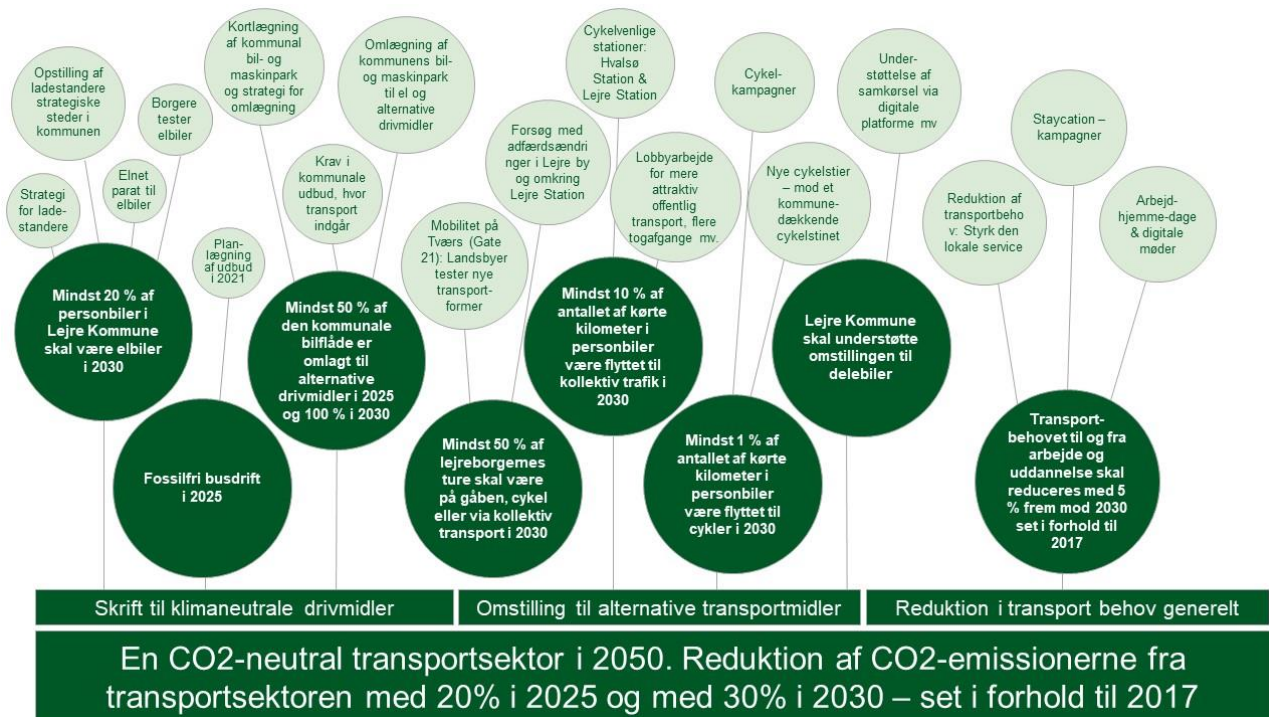 Opstilling af
ladestandere
strategiske
steder i
kommunen
Strategi
for lade-
standere
Elnet
parat til
elbiler
Borgere
tester
elbiler
Mindst 20 % af
personbiler i
Lejre Kommune
skal være elbiler
i 2030
Plan-
lægning
af udbud
i 2021
Fossilfri busdrift
i 2025
Kortlægning
af kommunal
bil- og
maskinpark
og strategi for
omlægning
Krav i
kommunale
udbud, hvor
transport
indgår
Omlægning af
kommunens bil-
og maskinpark
til el og
alternative
drivmidler
Mindst 50 % af
den kommunale
bilflåde er
omlagt til
alternative
drivmidler i 2025
og 100 % i 2030
Mobilitet på
Tværs (Gate
21): Landsbyer
tester nye
transport-
former
Forsøg med
adfærdsændri
nger i Lejre by
og omkring
Lejre Station
Mindst 50 % af
lejreborgernes
ture skal være
på gåben, cykel
eller via kollektiv
transport i 2030
Cykelvenlige
stationer:
Hvalsø
Station &
Lejre Station
Lobbyarbejde
for mere
attraktiv
offentlig
transport, flere
togafgange mv.
Mindst 10 % af
antallet af kørte
kilometer i
personbiler
være flyttet til
kollektiv trafik i
2030
Cykel-
kampagner
Nye cykelstier
– mod et
kommune-
dækkende
cykelstinet
Mindst 1 % af
antallet af kørte
kilometer i
personbiler
være flyttet til
cykler i 2030
Under-
støttelse af
samkørsel via
digitale
platforme mv
Lejre Kommune
skal understøtte
omstillingen til
delebiler
Reduktion af
transportbeho
v: Styrk den
lokale service
Staycation –
kampagner
Arbejd-
hjemme-dage
& digitale
møder
Transport-
behovet til og fra
arbejde og
uddannelse skal
reduceres med 5
% frem mod 2030
set i forhold til
2017
Skrift til klimaneutrale drivmidler
Omstilling til alternative transportmidler
Reduktion i transport behov generelt
En CO2-neutral transportsektor i 2050. Reduktion af CO2-emissionerne fra
transportsektoren med 20% i 2025 og med 30% i 2030 – set i forhold til 2017